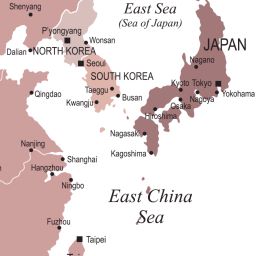 Shenyang
East Sea
(Sea of Japan)
P'yongyang
Wonsan
JAPAN
Dalian
NORTH KOREA
Seoul
Nagano
SOUTH KOREA
Kyoto Tokyo
Qingdao
Taeggu
Busan
Nagoya
Yokohama
Kwangju
Osaka
Hiroshima
Nagasaki
Nanjing
Kagoshima
Shanghai
Hangzhou
Ningbo
East China
Sea
Fuzhou
Taipei